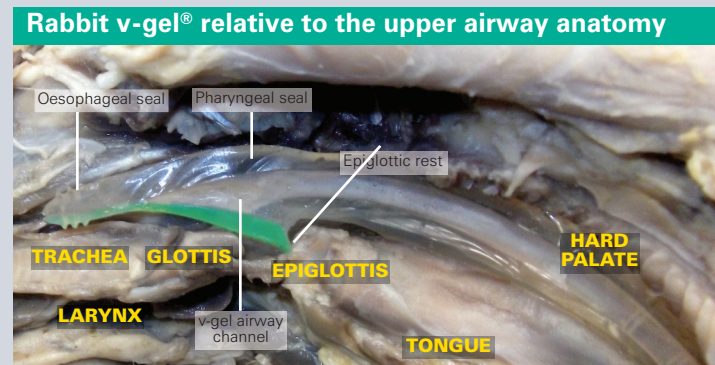 Rabbit v-gel® relative to the upper airway anatomy
Oesophageal seal
Pharyngeal seal
Epiglottic rest
TRACHEA
GLOTTIS
EPIGLOTTIS
HARD
PALATE
LARYNX
v-gel airway
channel
TONGUE